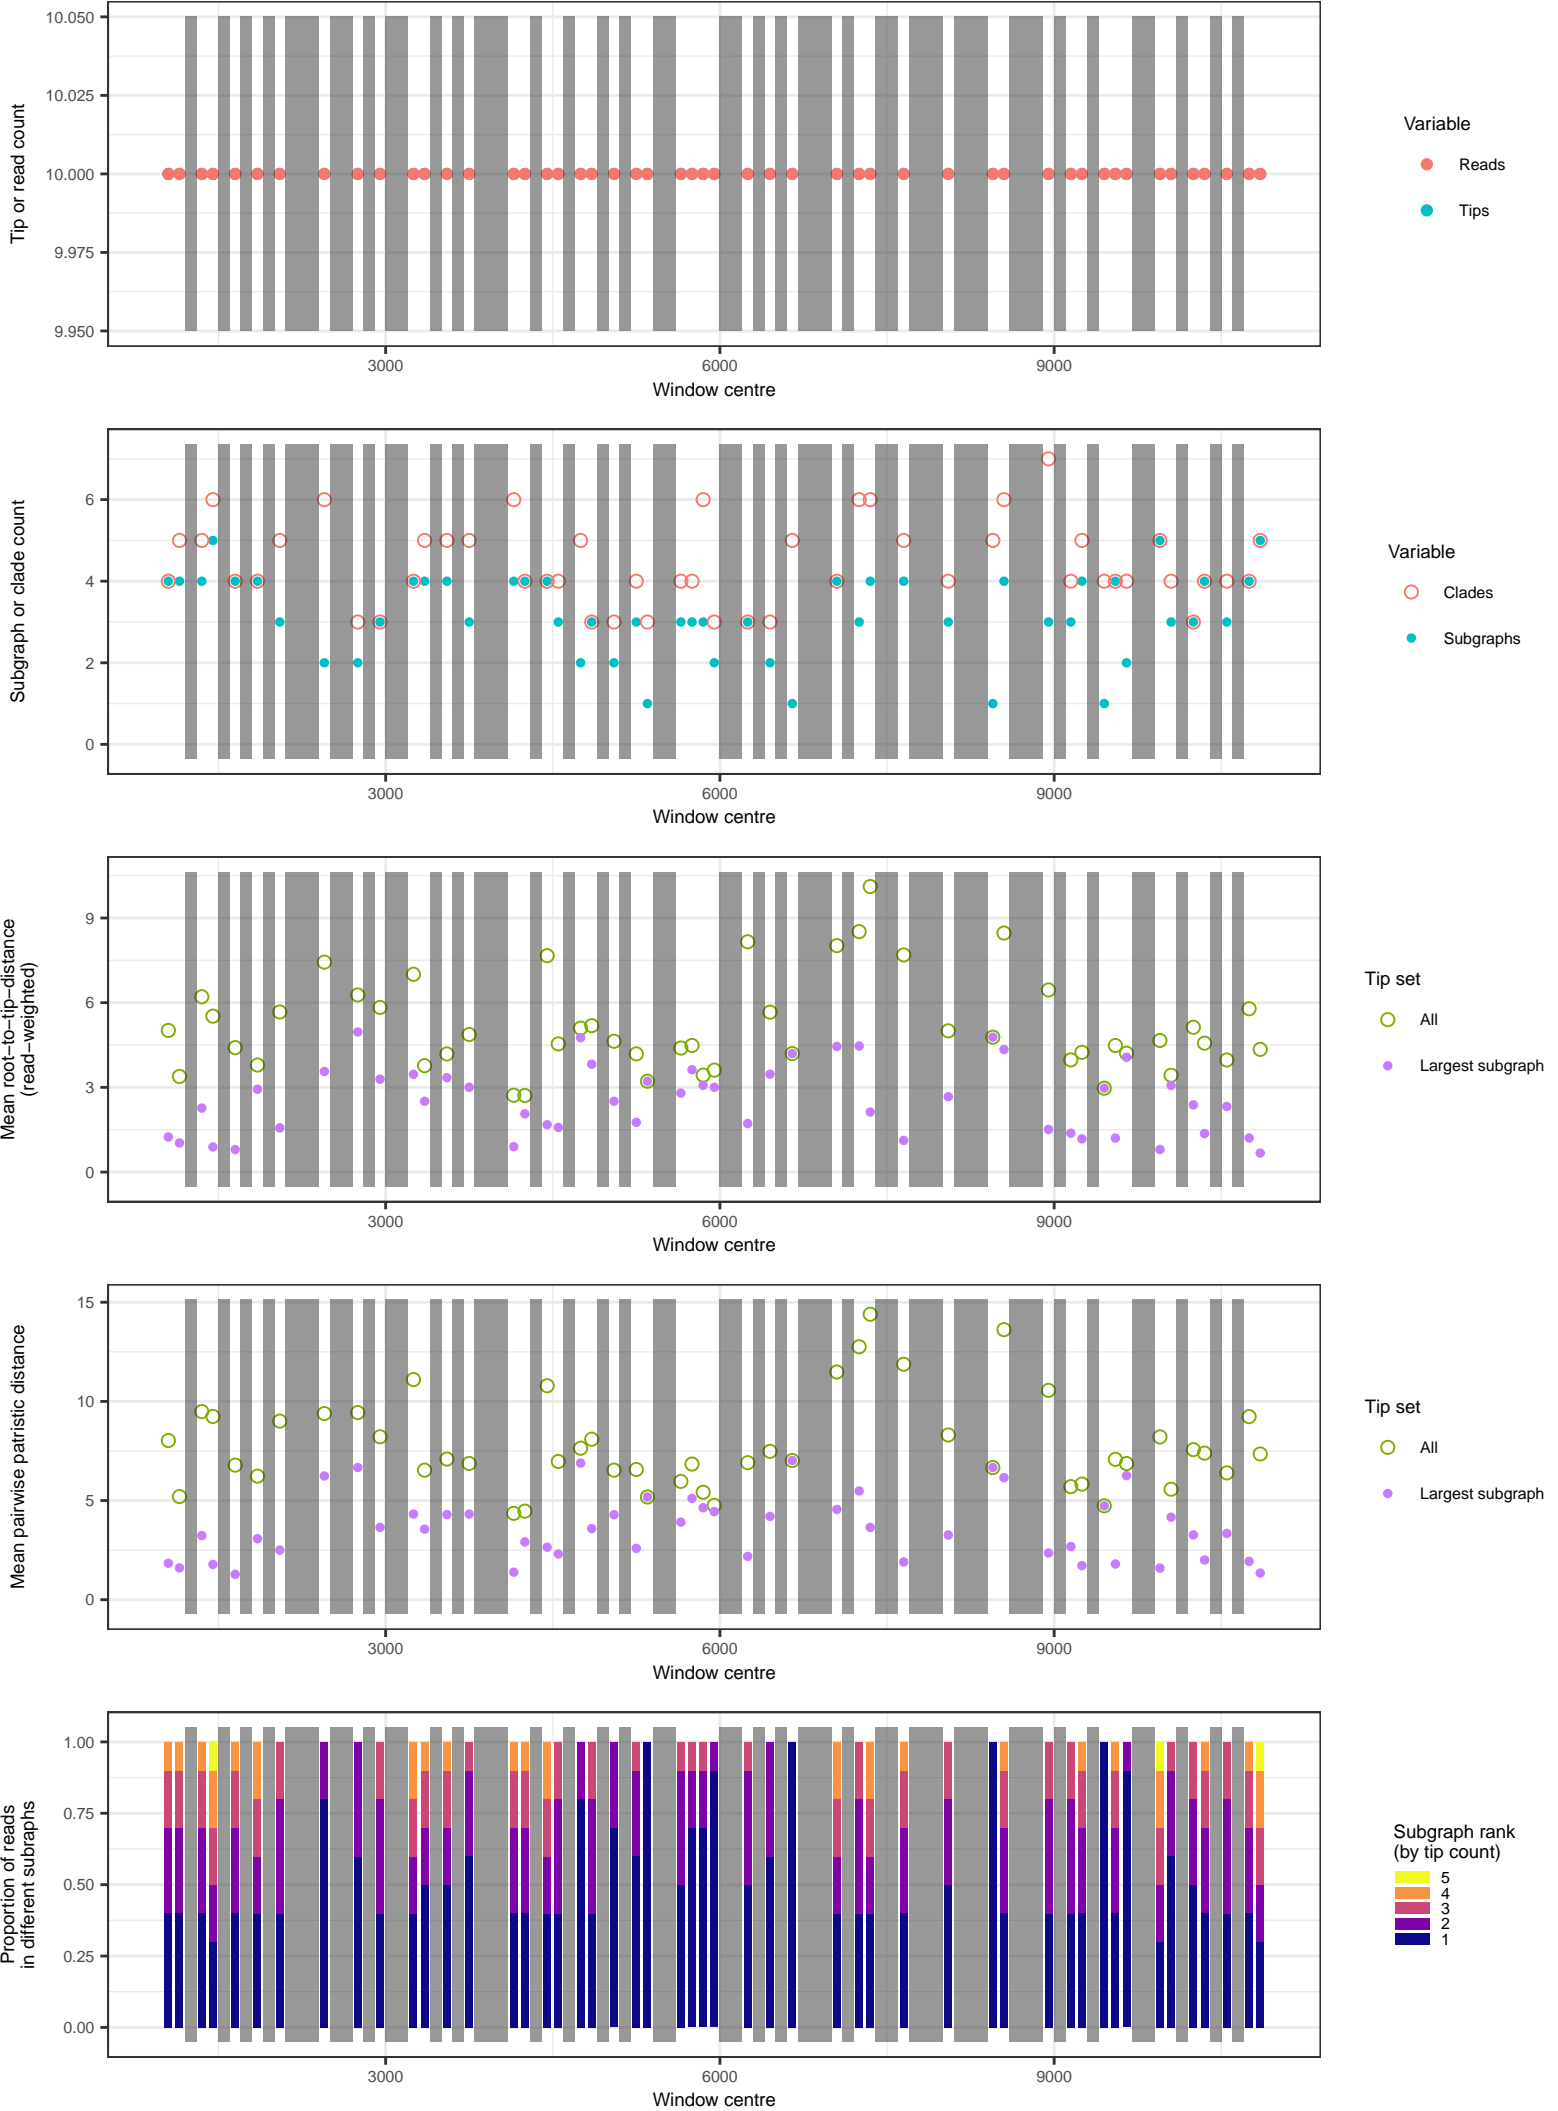 10.050
10.025
10.000
9.975
9.950
Tip or read count
3000
6000
9000
Window centre
Variable
Reads
Tips
6
4
2
0
Subgraph or clade count
3000
6000
9000
Window centre
Variable
Clades
Subgraphs
9
6
3
0
Mean root−to−tip−distance
(read−weighted)
3000
6000
9000
Window centre
Tip set
All
Largest subgraph
15
10
5
0
Mean pairwise patristic distance
3000
6000
9000
Window centre
Tip set
All
Largest subgraph
1.00
0.75
0.50
0.25
0.00
Proportion of reads
in different subraphs
3000
6000
9000
Window centre
Subgraph rank
(by tip count)
5
4
3
2
1